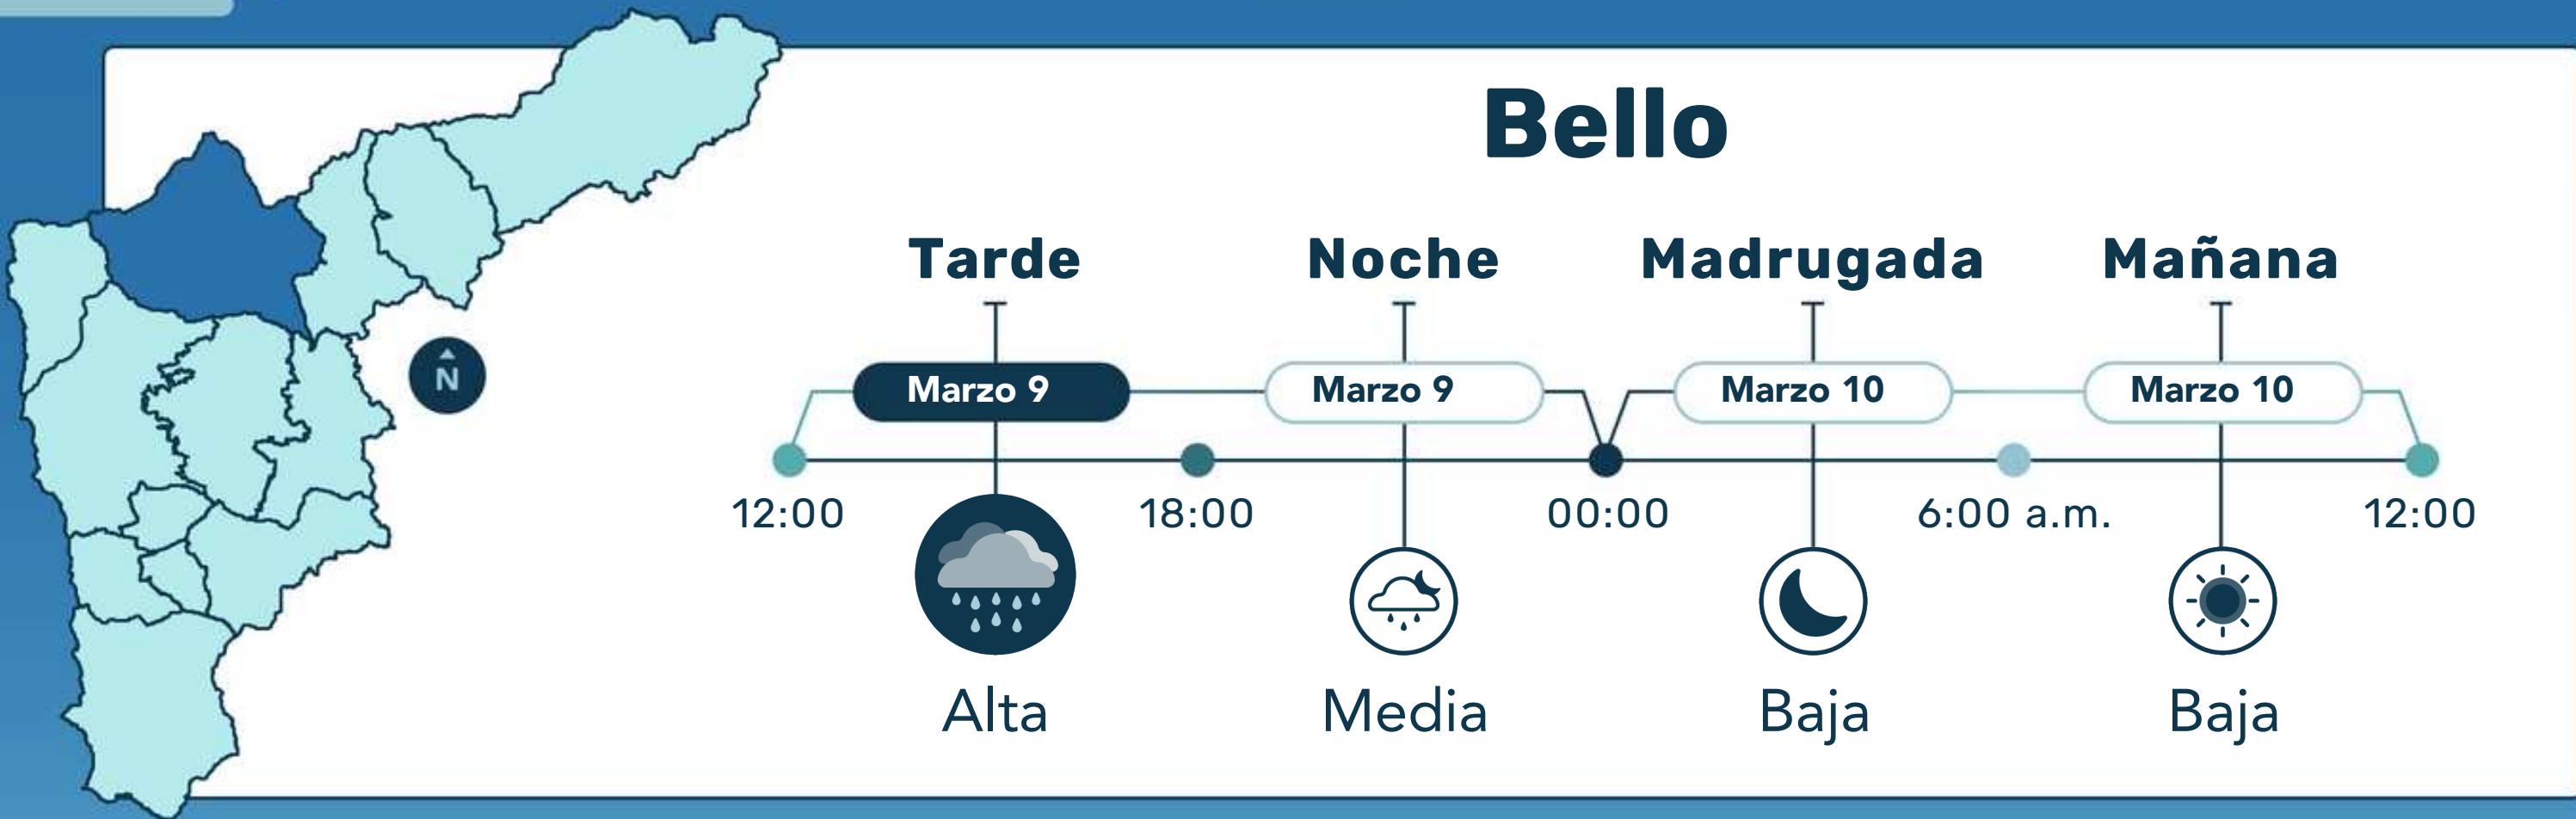 Bello
Tarde Noche Madrugada Mañana
Marzo 9 Marzo 9 Marzo 10 Marzo 10
N
12:00 18:00 00:00 6:00 a.m. 12:00
Alta Media Baja Baja